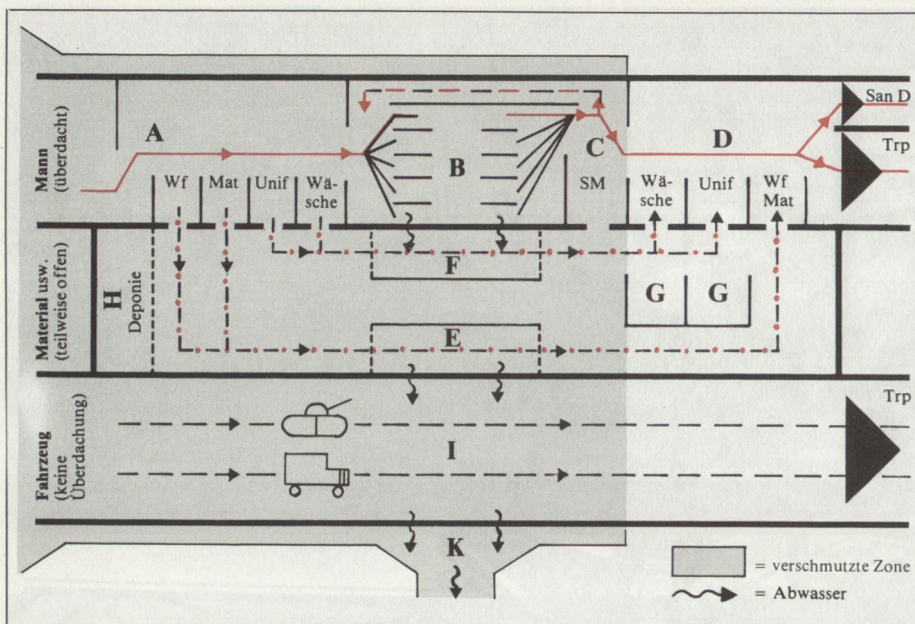 San D
A
D
Trp
Mann
(überdacht)
B
C
Wf
Mat
Unif
Wä-
sche
SM
Wä-
sche
Unif
Wf
Mat
Material usw.
(teilweise offen)
H
Deponie
F
G
G
E
Fahrzeug
(keine
Überdachung)
Trp
I
K
= verschmutzte Zone
= Abwasser